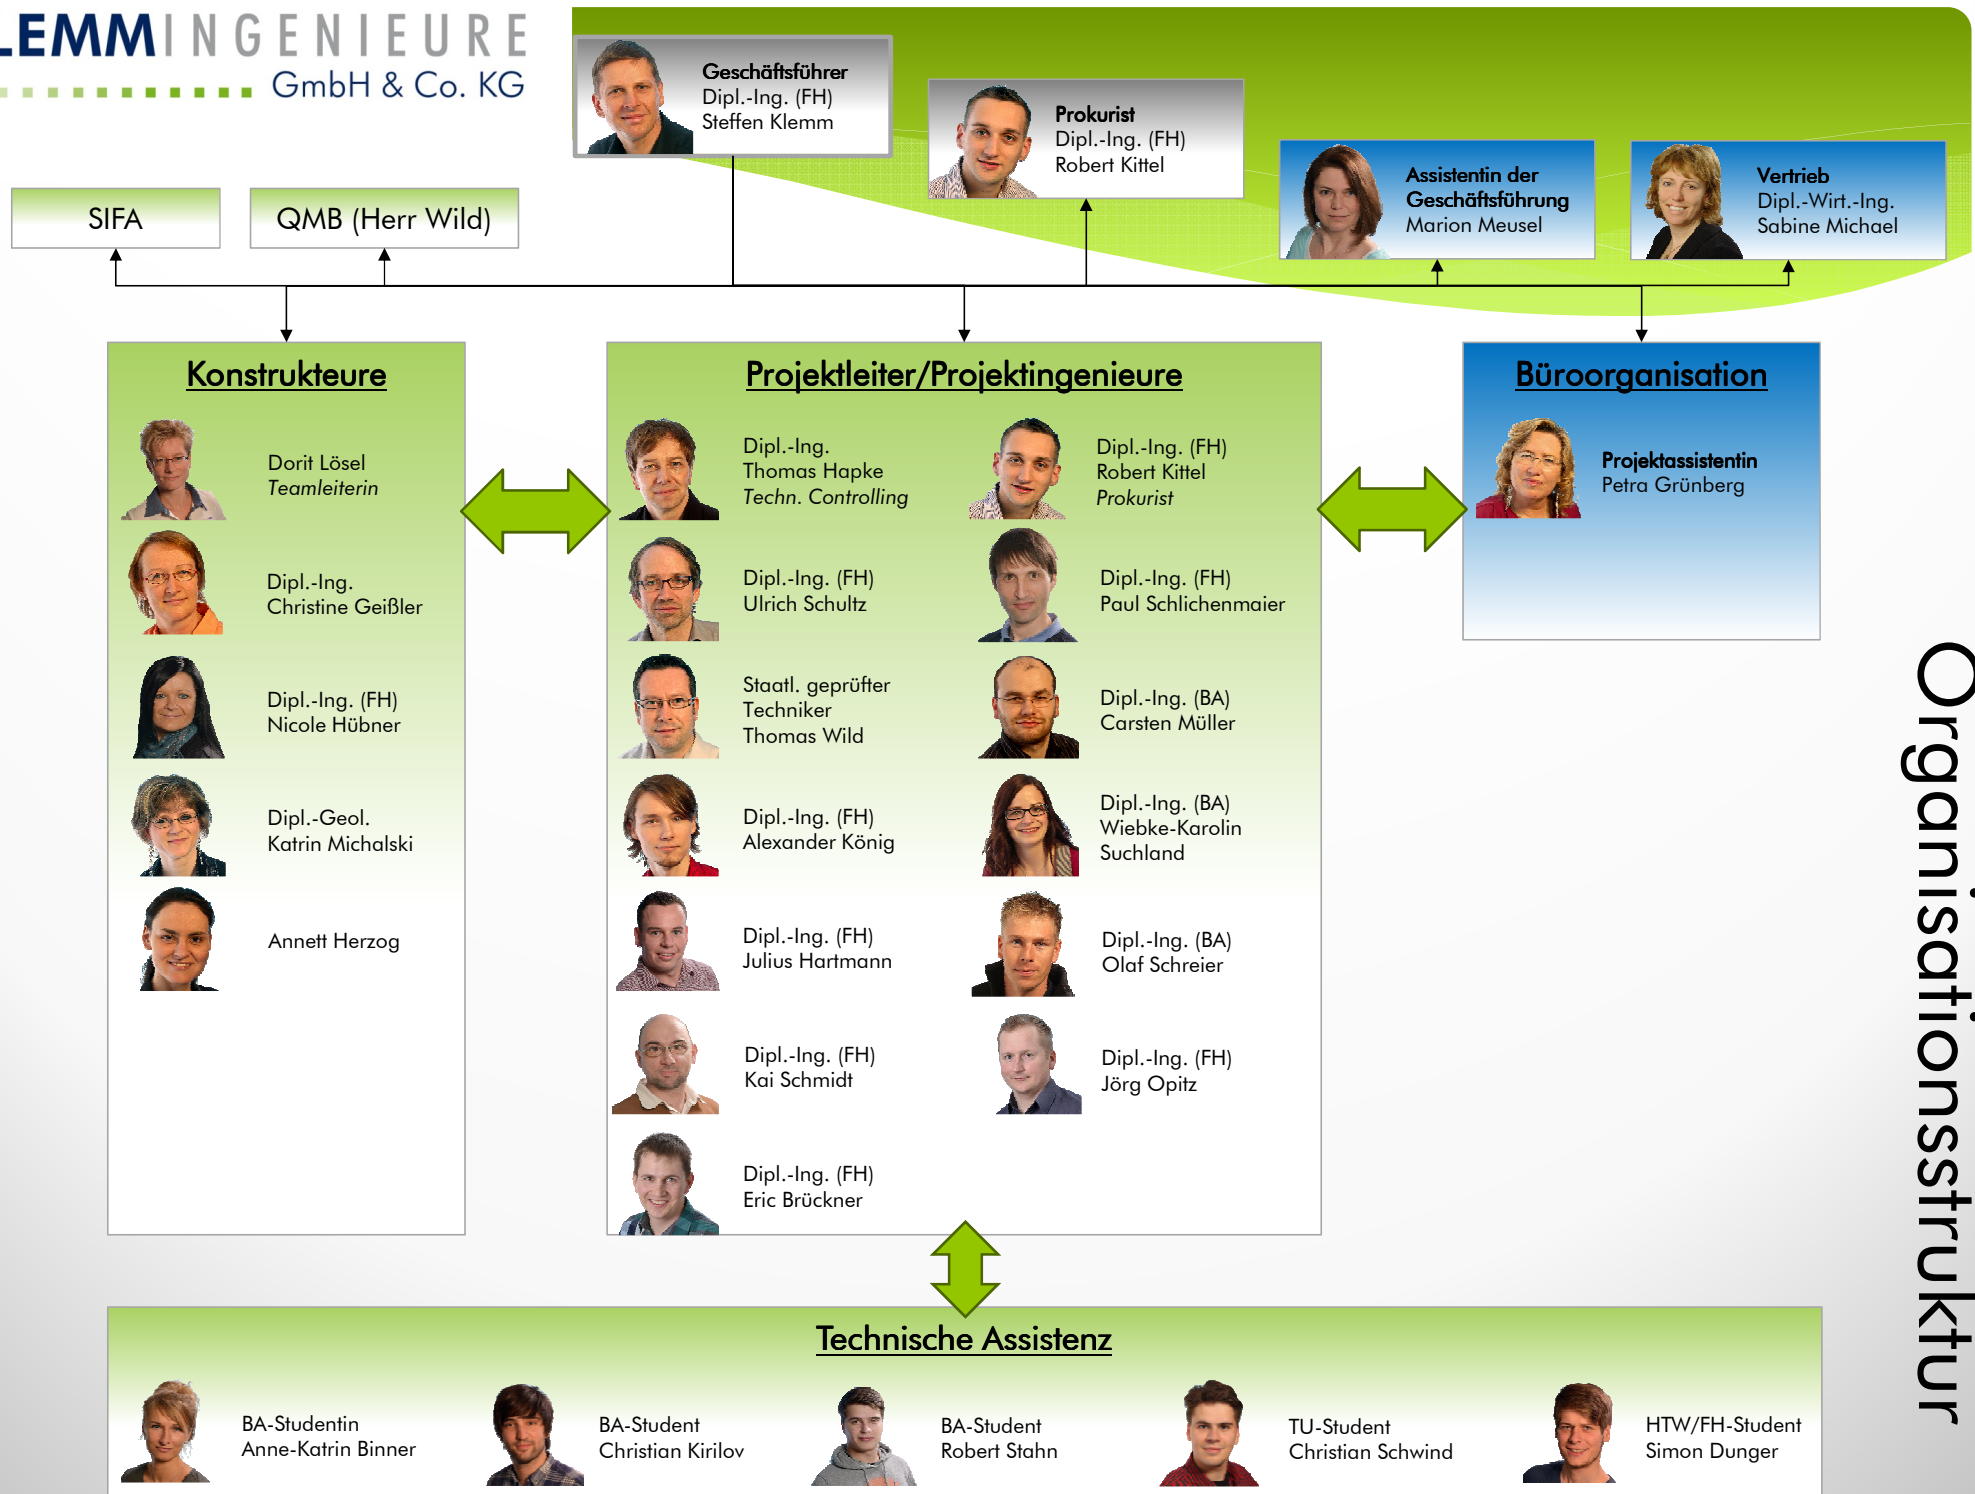 LEMMINGENIEURE
GmbH & Co. KG
Geschäftsführer
Dipl.-Ing. (FH)
Steffen Klemm
Prokurist
Dipl.-Ing. (FH)
Robert Kittel
Assistentin der
Geschäftsführung
Marion Meusel
Vertrieb
Dipl.-Wirt.-Ing.
Sabine Michael
SIFA
QMB (Herr Wild)
Konstrukteure
Dorit Lösel
Teamleiterin
Dipl.-Ing.
Christine Geißler
Dipl.-Ing. (FH)
Nicole Hübner
Dipl.-Geol.
Katrin Michalski
Annett Herzog
Projektleiter/Projektingenieure
Dipl.-Ing.
Thomas Hapke
Techn. Controlling
Dipl.-Ing. (FH)
Robert Kittel
Prokurist
Dipl.-Ing. (FH)
Ulrich Schultz
Dipl.-Ing. (FH)
Paul Schlichenmaier
Staatl. geprüfter
Techniker
Thomas Wild
Dipl.-Ing. (BA)
Carsten Müller
Dipl.-Ing. (FH)
Alexander König
Dipl.-Ing. (BA)
Wiebke-Karolin
Suchland
Dipl.-Ing. (FH)
Julius Hartmann
Dipl.-Ing. (BA)
Olaf Schreier
Dipl.-Ing. (FH)
Kai Schmidt
Dipl.-Ing. (FH)
Jörg Opitz
Dipl.-Ing. (FH)
Eric Brückner
Büroorganisation
Projektassistentin
Petra Grünberg
Organisationsstruktur
Technische Assistenz
BA-Studentin
Anne-Katrin Binner
BA-Student
Christian Kirilov
BA-Student
Robert Stahn
TU-Student
Christian Schwind
HTW/FH-Student
Simon Dunger